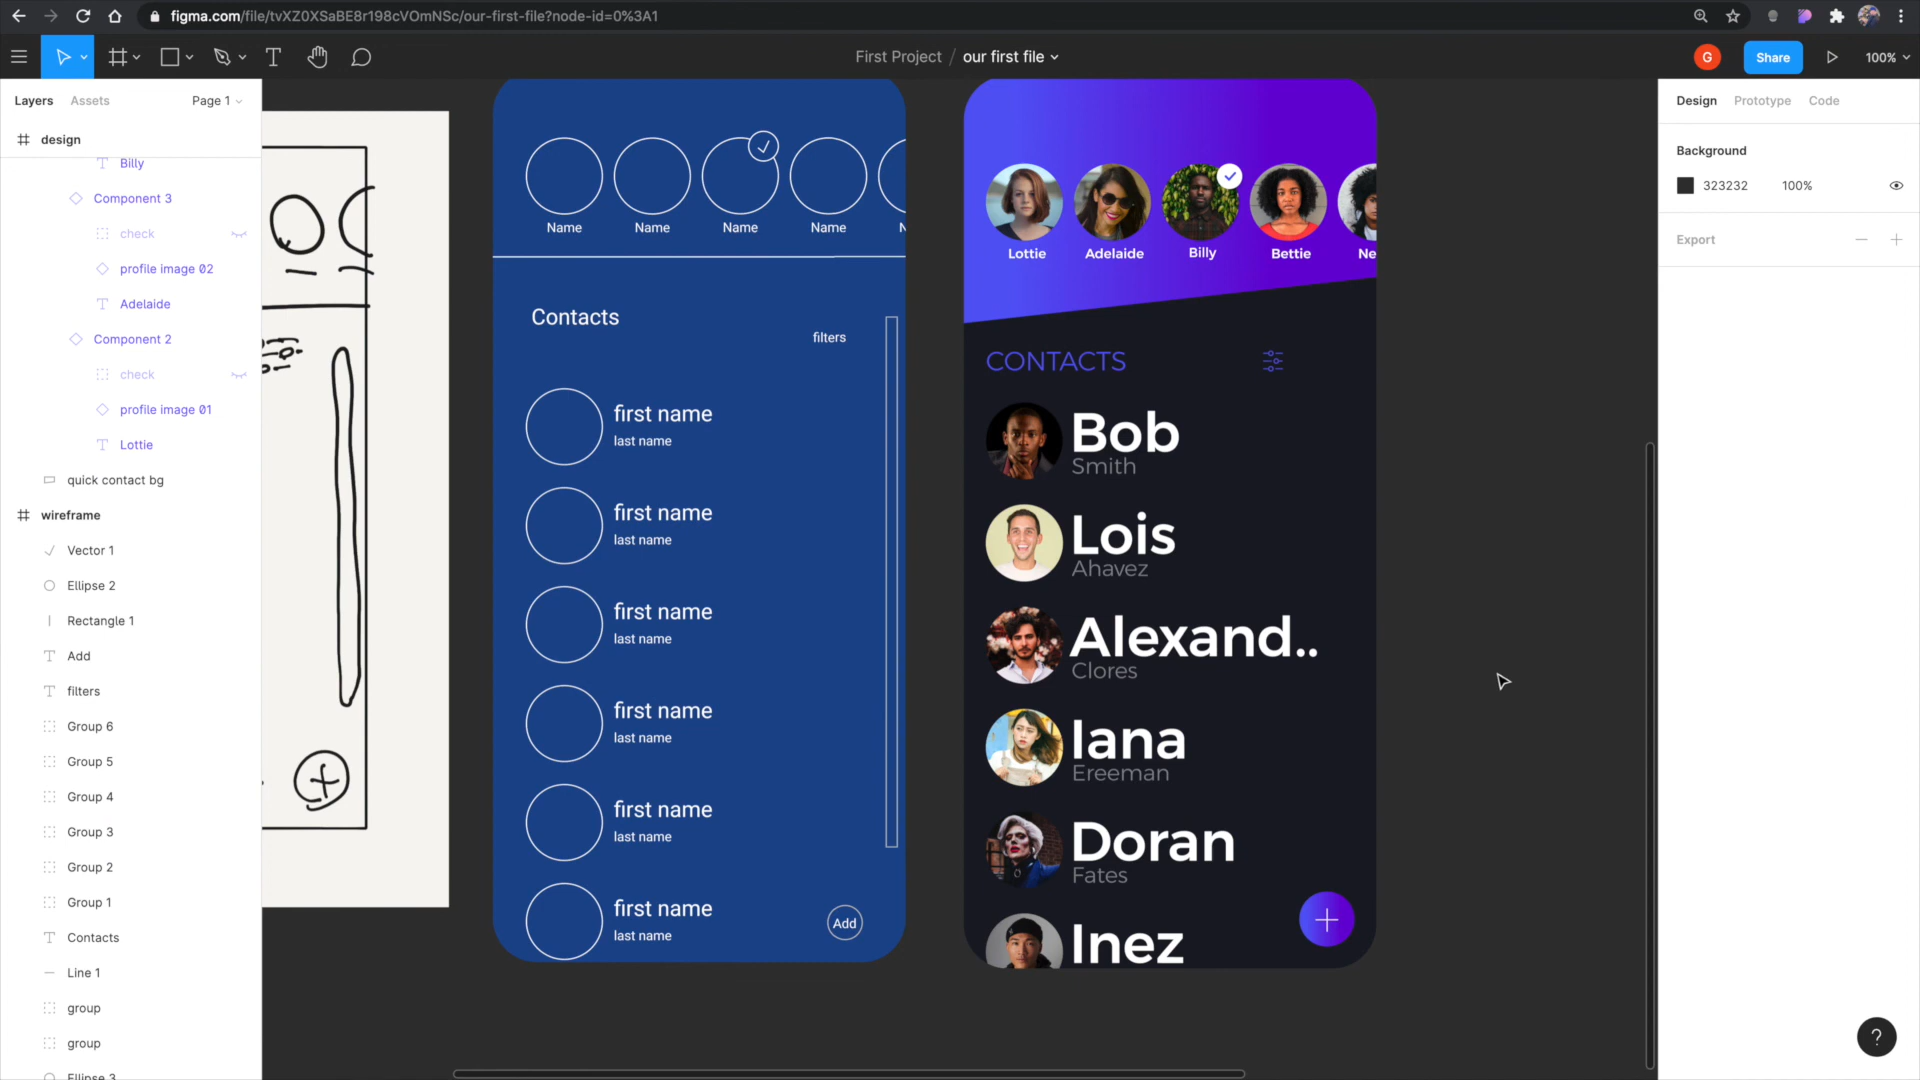 figma.com/file/tvXZ0XSaBE8r198cVOmNSc/our-first-file?node-id=0%3A1
First Project / our first file
G
Share
100%
Layers
Assets
Page 1
design
Billy
Component 3
check
profile image 02
Adelaide
Component 2
check
profile image 01
Lottie
quick contact bg
wireframe
Vector 1
Ellipse 2
Rectangle 1
Add
filters
Group 6
Group 5
Group 4
Group 3
Group 2
Group 1
Contacts
Line 1
group
group
Ellipse 3
Name
Name
Name
Name
N
Contacts
filters
first name
last name
first name
last name
first name
last name
first name
last name
first name
last name
first name
last name
Add
Lottie
Adelaide
Billy
Bettie
Ne
CONTACTS
Bob
Smith
Lois
Ahavez
Alexand..
Clores
Iana
Ereeman
Doran
Fates
Inez
Design
Prototype
Code
Background
323232
100%
Export
?